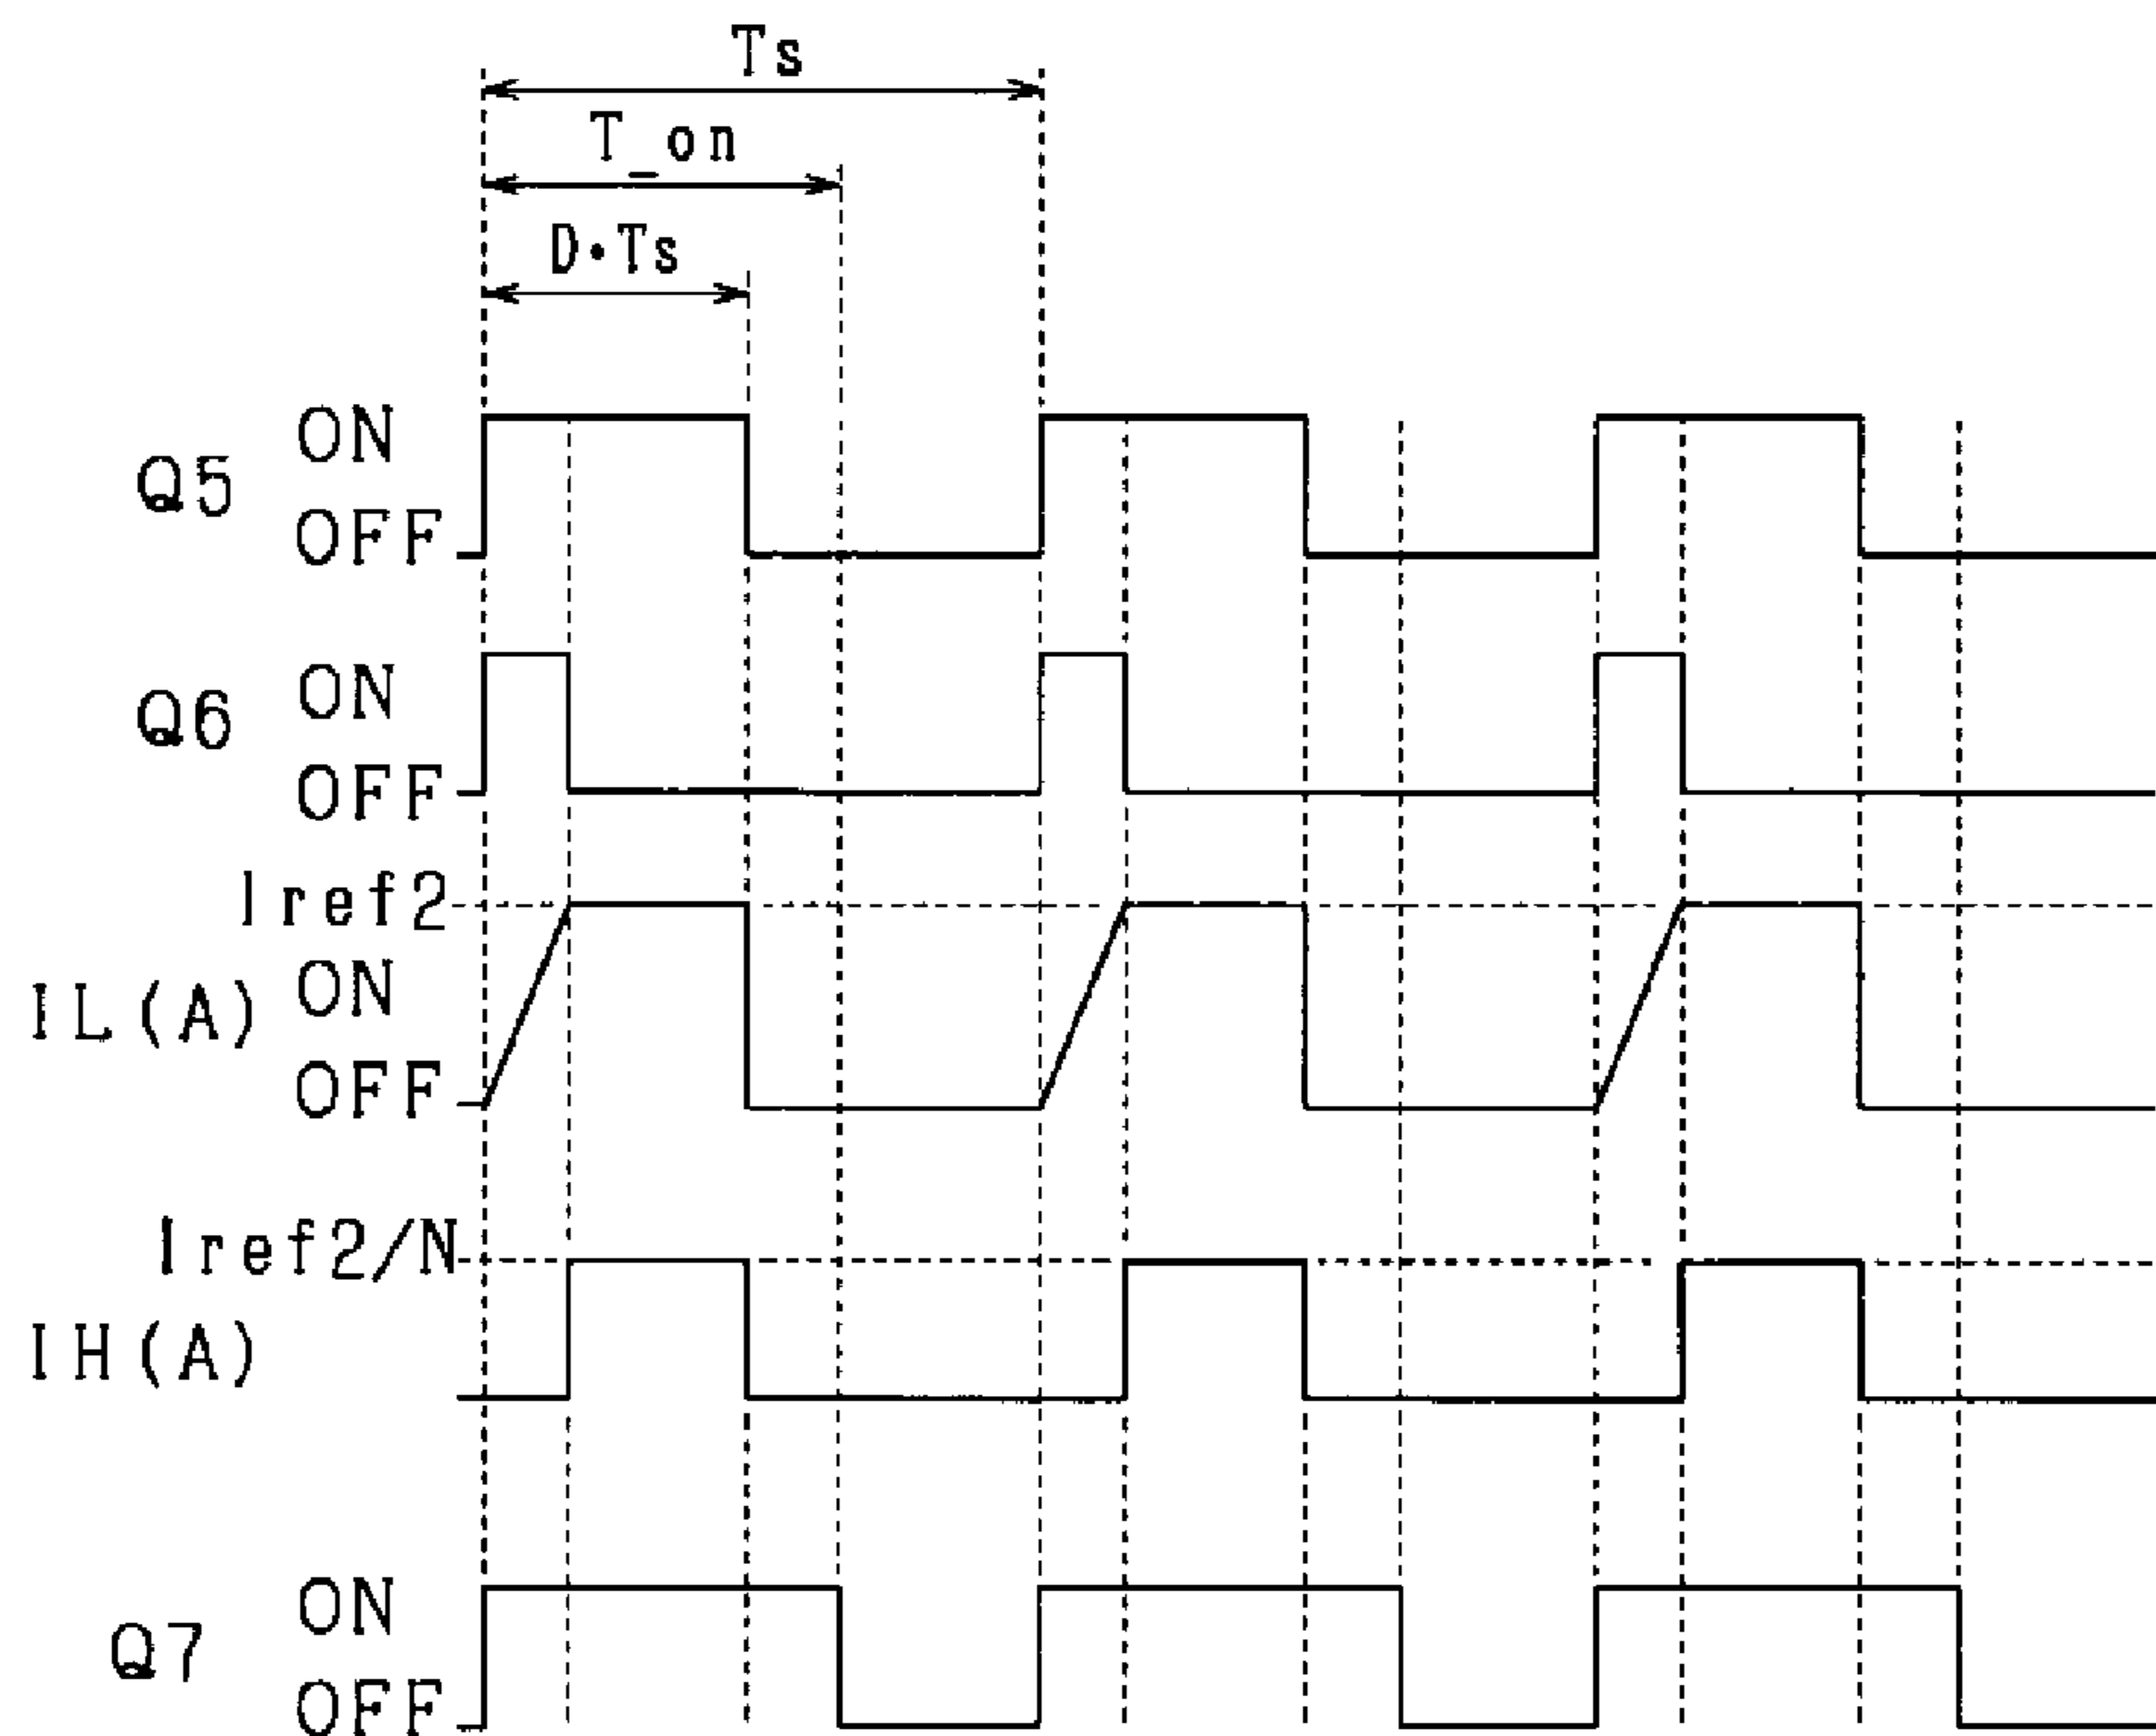 Ts
T_on
D•Ts
Q5 ON
OFF
Q6 ON
OFF
Iref2
IL(A) ON
OFF
Iref2/N
IH(A)
Q7 ON
OFF